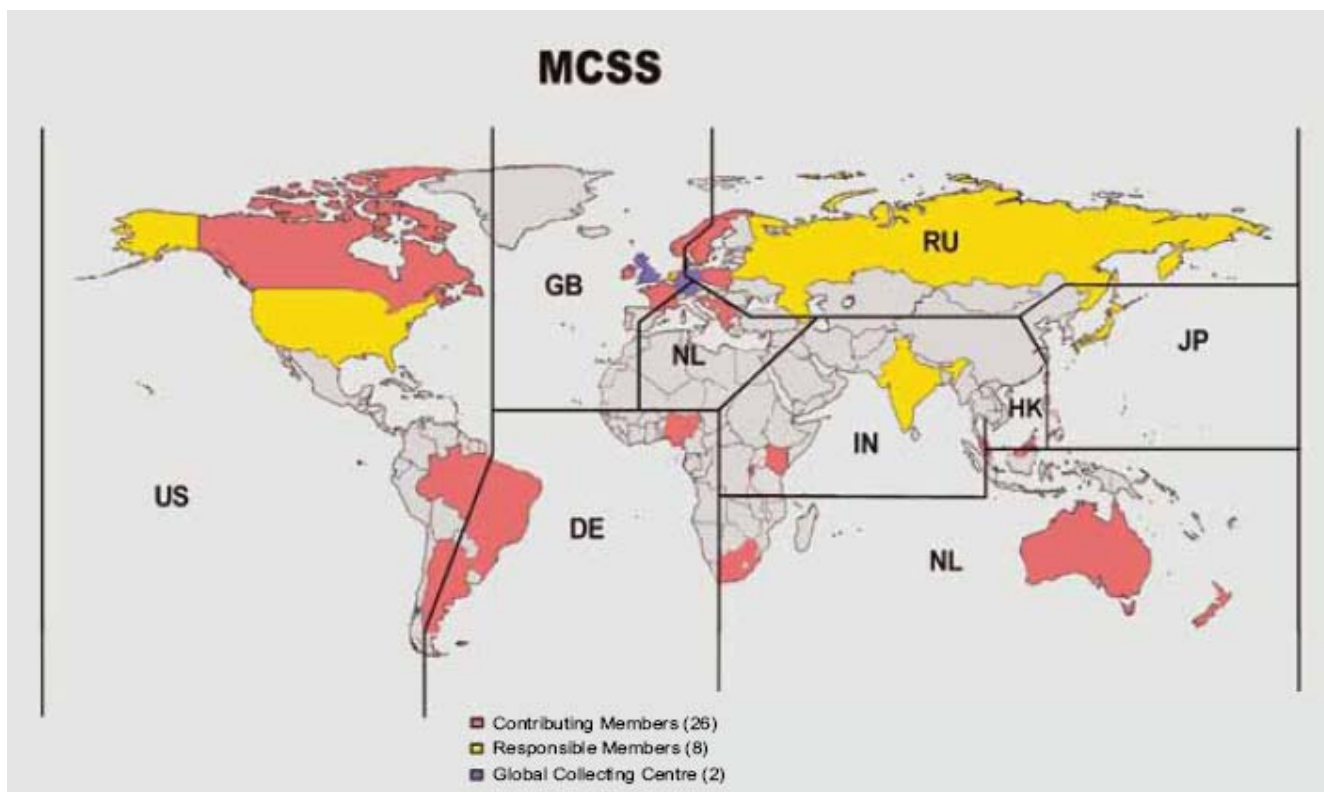 MCSS
RU
GB
JP
NL
HK
IN
US
DE
NL
Contributing Members (26)
Responsible Members (8)
Global Collecting Centre (2)